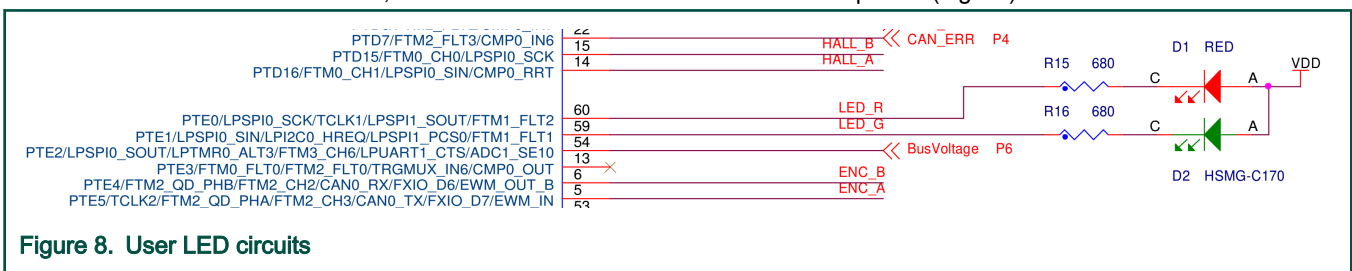 22
PTD7/FTM2_FLT3/CMP0_IN6
15
HALL_B
CAN_ERR P4
PTD15/FTM0_CH0/LPSPI0_SCK
14
HALL_A
PTD16/FTM0_CH1/LPSPI0_SIN/CMP0_RRT
D1 RED
R15 680
C
A
VDD
60
LED_R
PTE0/LPSPI0_SCK/TCLK1/LPSPI1_SOUT/FTM1_FLT2
59
LED_G
R16 680
C
A
PTE1/LPSPI0_SIN/LPI2C0_HREQ/LPSPI1_PCS0/FTM1_FLT1
54
BusVoltage P6
PTE2/LPSPI0_SOUT/LPTMR0_ALT3/FTM3_CH6/LPUART1_CTS/ADC1_SE10
13
PTE3/FTM0_FLT0/FTM2_FLT0/TRGMUX_IN6/CMP0_OUT
6
ENC_B
D2 HSMG-C170
PTE4/FTM2_QD_PHB/FTM2_CH2/CAN0_RX/FXIO_D6/EWM_OUT_B
5
ENC_A
PTE5/TCLK2/FTM2_QD_PHA/FTM2_CH3/CAN0_TX/FXIO_D7/EWM_IN
53
Figure 8. User LED circuits